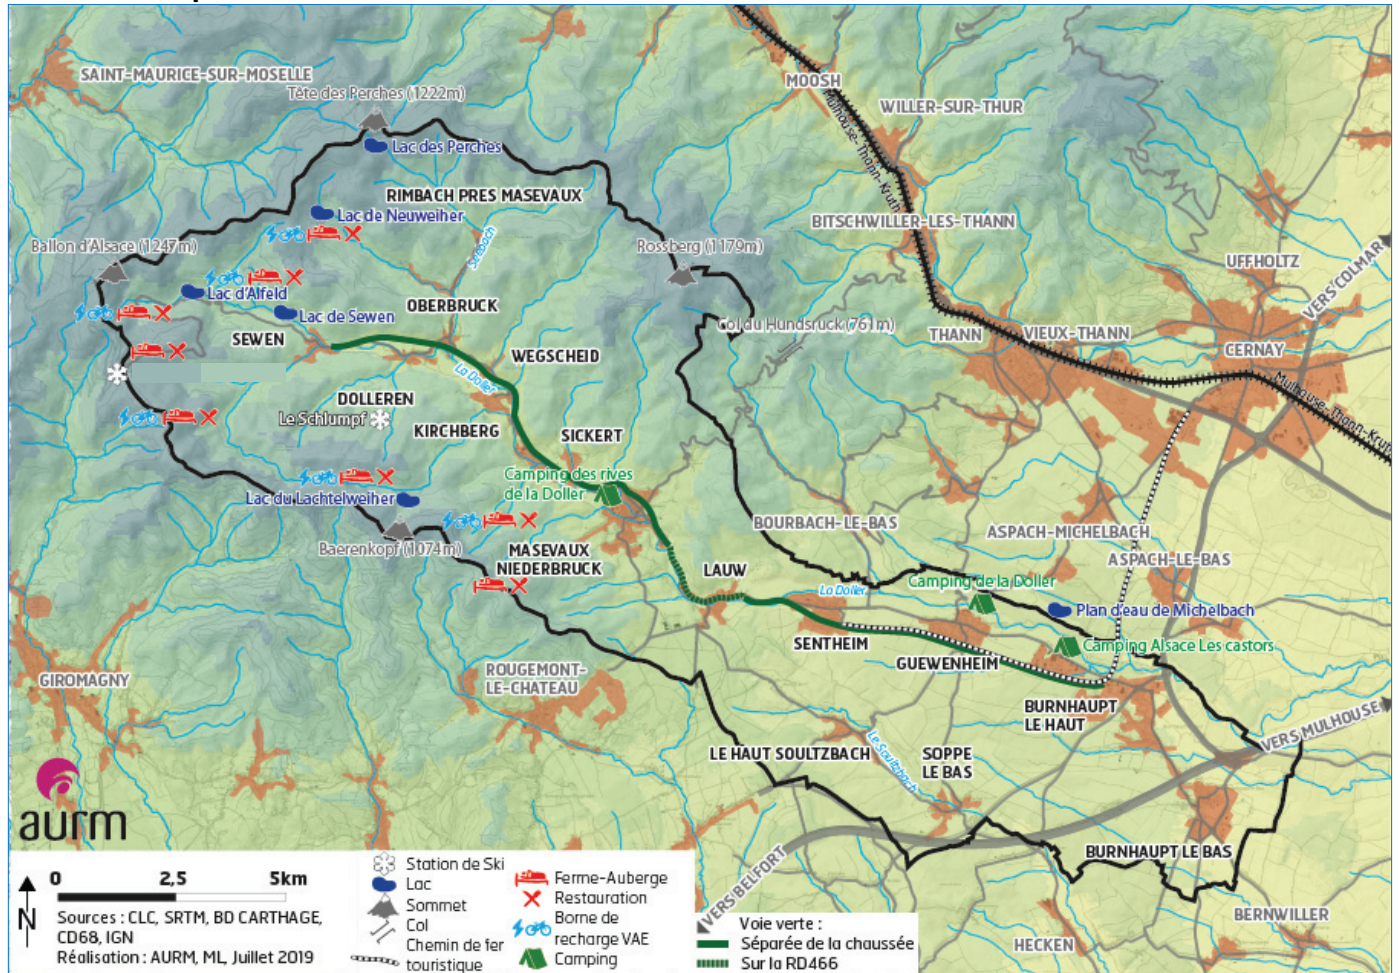 SAINT-MAURICE-SUR-MOSELLE
MOOSH
Tête des Perches (1222m)
WILLER-SUR-THUR
Mulhouse-Thann-Kruth
Lac des Perches
RIMBACH PRES MASEVAUX
Lac de Neuweiher
BITSCHWILLER-LES-THANN
Ballon d'Alsace (1247m)
Seebach
Rossberg (1179m)
UFFHOLTZ
VERS COLMAR
Lac d'Alfeld
OBERBRUCK
Lac de Sewen
Col du Hundsruck (761m)
SEWEN
THANN
VIEUX-THANN
CERNAY
WEGSCHEID
La Doller
Mulhouse-Thann-Kruth
DOLLEREN
Le Schlumpf
KIRCHBERG
SICKERT
Camping des rives
de la Doller
Lac du Lachtelweiher
BOURBACH-LE-BAS
ASPACH-MICHELBACH
Baerenkopf (1074m)
MASEVAUX
NIEDERBRUCK
ASPACH-LE-BAS
LAUW
Camping de la Doller
La Doller
Plan d'eau de Michelbach
SENTHEIM
Camping Alsace Les castors
GUEWENHEIM
ROUGEMONT-
LE-CHATEAU
GIROMAGNY
BURNHAUPT
LE HAUT
VERS MULHOUSE
LE HAUT SOULTZBACH
Le Soultzbach
SOPPE
LE BAS
aurm
BURNHAUPT LE BAS
VERS BELFORT
BERNWILLER
HECKEN
0 2,5 5km
N
Sources : CLC, SRTM, BD CARTHAGE,
CD68, IGN
Réalisation : AURM, ML, Juillet 2019
Station de Ski
Lac
Sommet
Col
Chemin de fer
touristique
Ferme-Auberge
Restauration
Borne de
recharge VAE
Camping
Voie verte :
Séparée de la chaussée
Sur la RD466